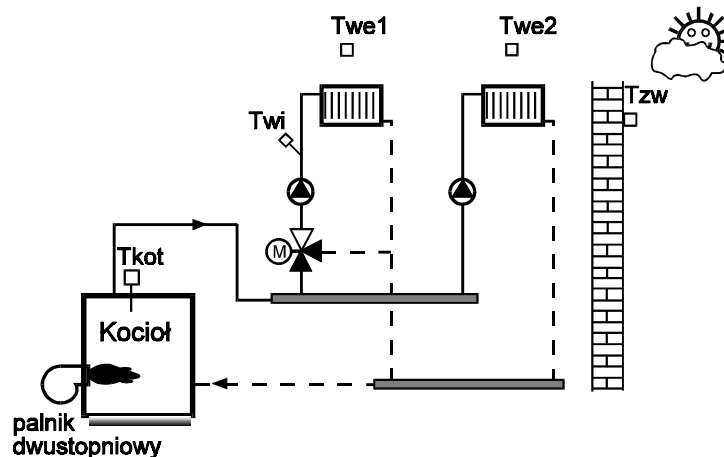 Twe1
Twe2
Tzw
Twi
M
Tkot
Kocioł
palnik
dwustopniowy